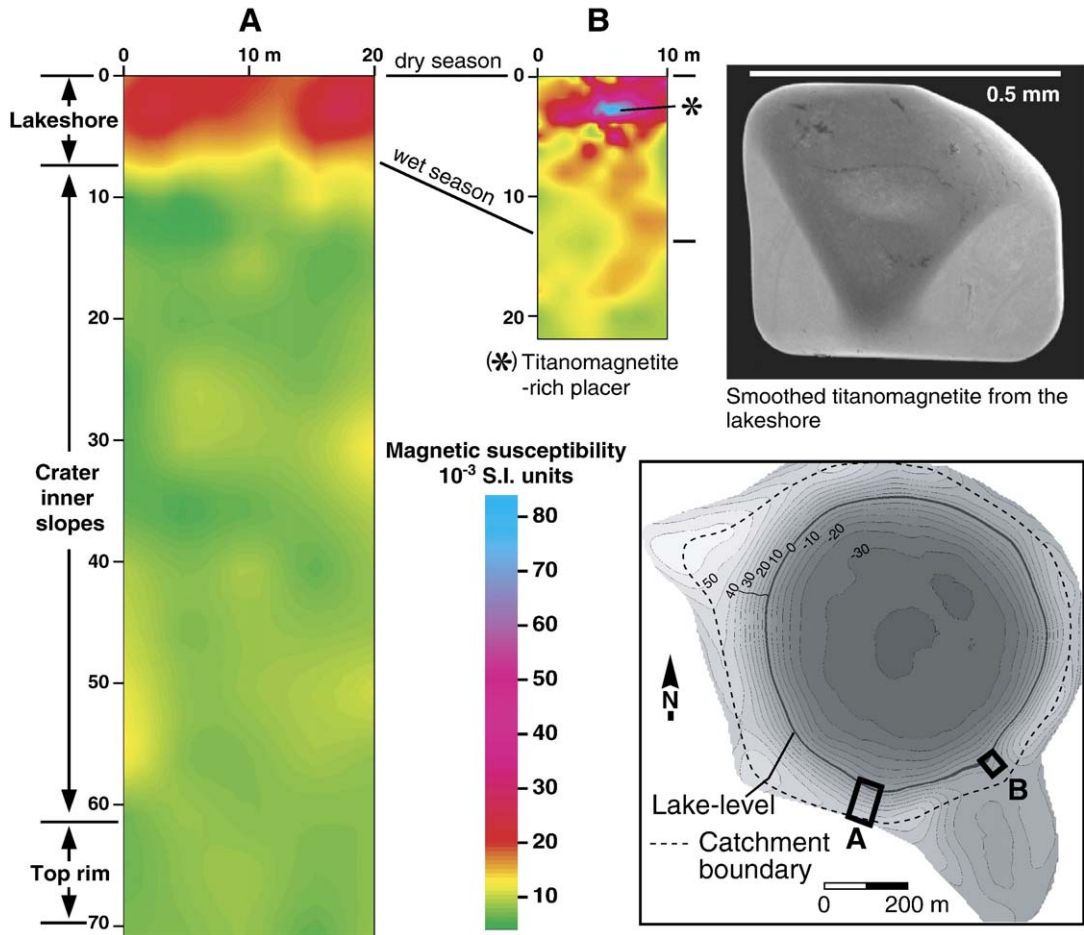 A
0
10 m
20
0
Lakeshore
10
20
30
Crater
inner
slopes
40
50
60
Top rim
70
dry season
wet season
B
0
10 m
0
10
20
*
(*) Titanomagnetite
-rich placer
0.5 mm
Smoothed titanomagnetite from the
lakeshore
Magnetic susceptibility
10⁻³ S.I. units
80
70
60
50
40
30
20
10
50
40
30
20
10
0
-10
-20
-30
N
Lake-level
Catchment
boundary
A
B
0
200 m